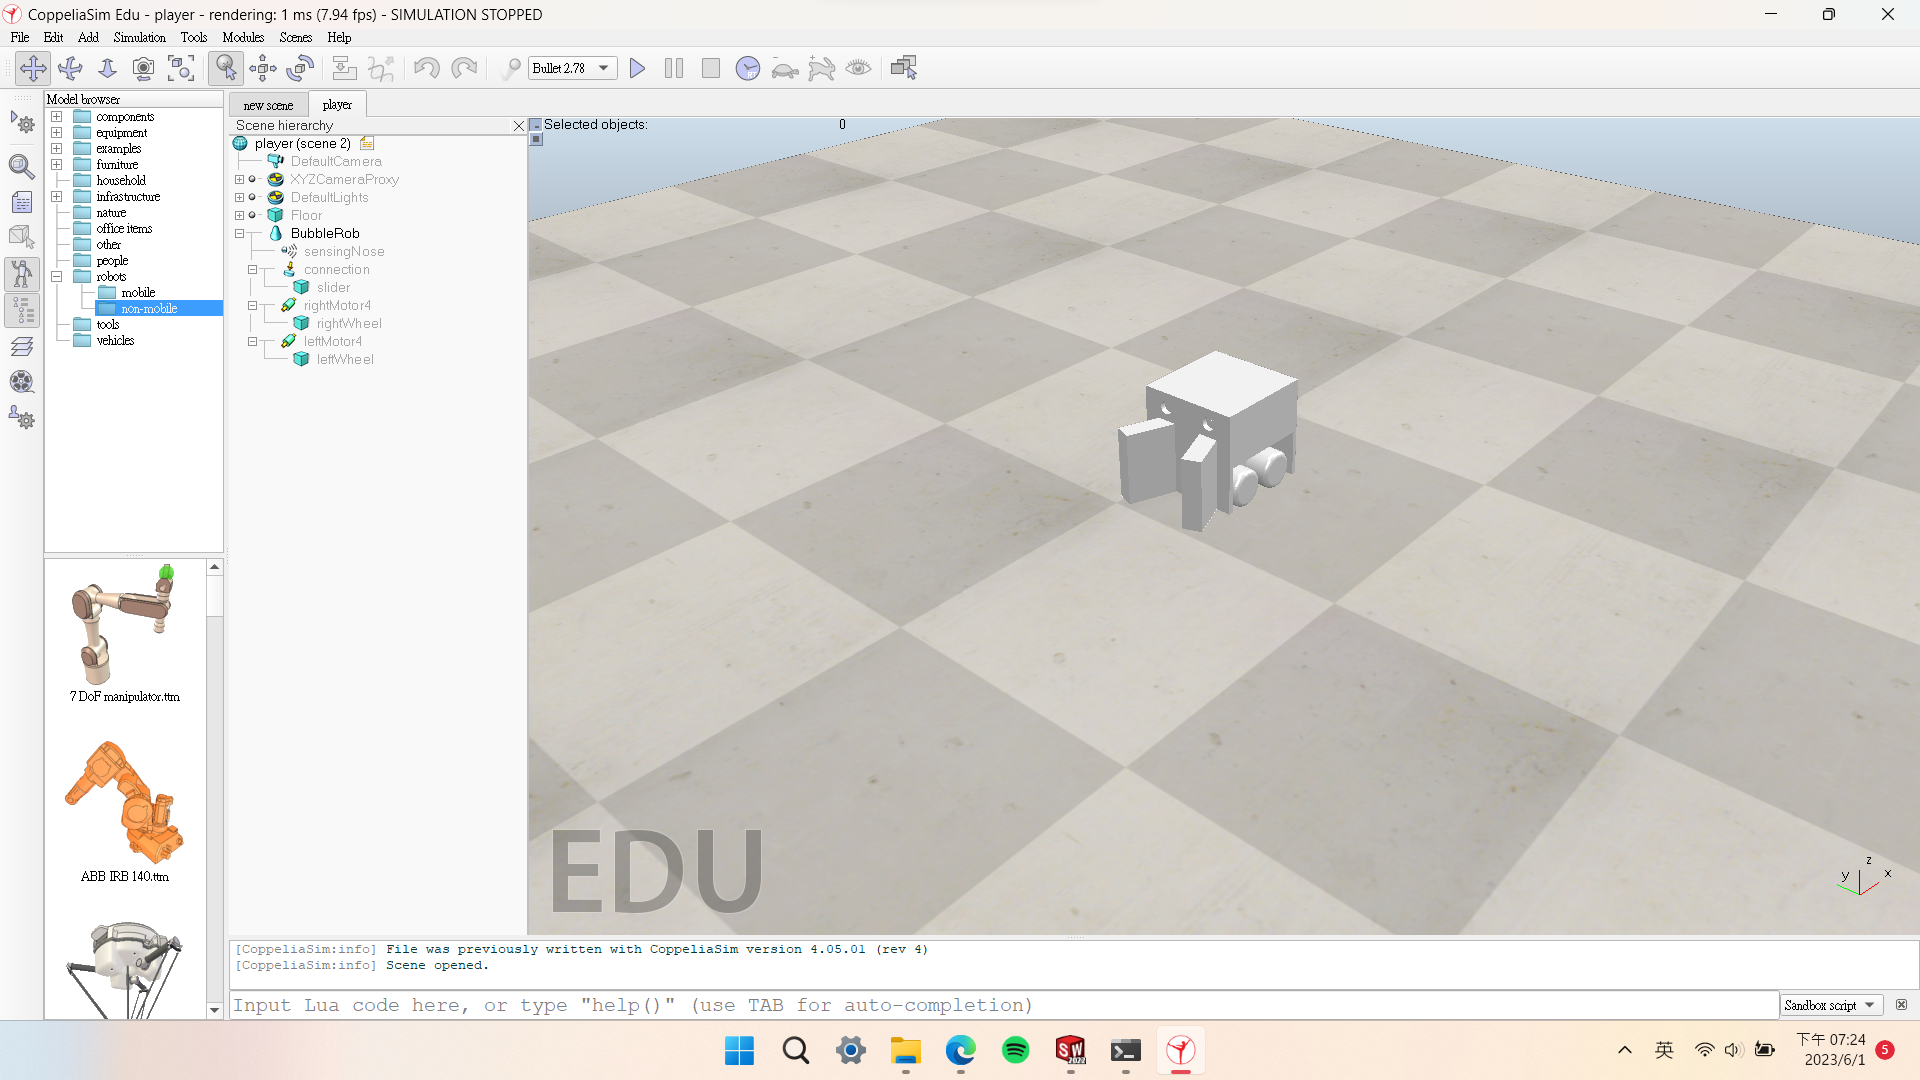 CoppeliaSim Edu - player - rendering: 1 ms (7.94 fps) - SIMULATION STOPPED
File Edit Add Simulation Tools Modules Scenes Help
Bullet 2.78
RT
Model browser
components
equipment
examples
furniture
household
infrastructure
nature
office items
other
people
robots
mobile
non-mobile
tools
vehicles
7 DoF manipulator.ttm
ABB IRB 140.ttm
new scene player
Scene hierarchy
player (scene 2)
DefaultCamera
XYZCameraProxy
DefaultLights
Floor
BubbleRob
sensingNose
connection
slider
rightMotor4
rightWheel
leftMotor4
leftWheel
Selected objects: 0
EDU
z
y x
[CoppeliaSim:info] File was previously written with CoppeliaSim version 4.05.01 (rev 4)
[CoppeliaSim:info] Scene opened.
Input Lua code here, or type "help()" (use TAB for auto-completion)
Sandbox script
SW
2022
英
下午 07:24
2023/6/1
5